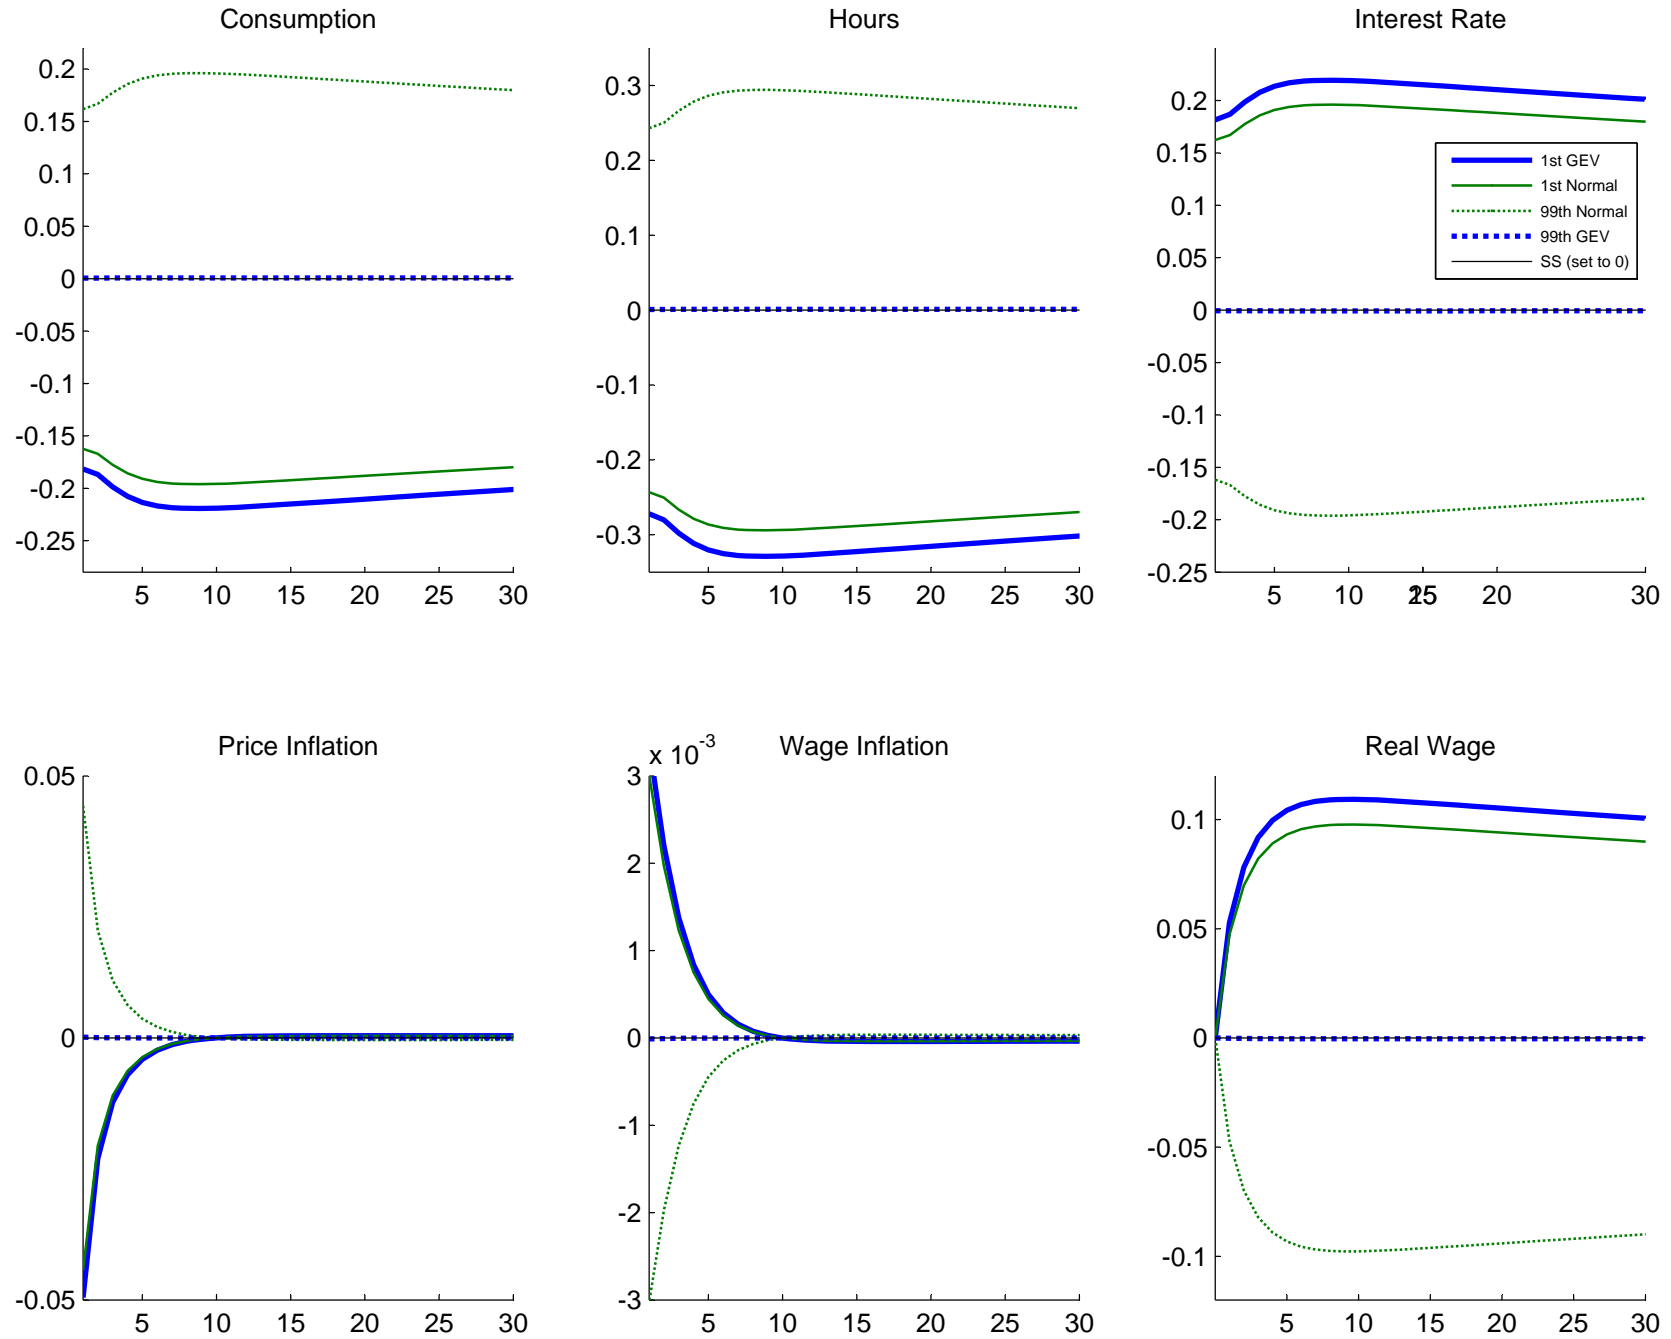 Consumption
0.2
0.15
0.1
0.05
0
-0.05
-0.1
-0.15
-0.2
-0.25
5 10 15 20 25 30
Hours
0.3
0.2
0.1
0
-0.1
-0.2
-0.3
5 10 15 20 25 30
Interest Rate
0.2
0.15
0.1
0.05
0
-0.05
-0.1
-0.15
-0.2
-0.25
1st GEV
1st Normal
99th Normal
99th GEV
SS (set to 0)
5 10 20 30
Price Inflation
0.05
0
-0.05
5 10 15 20 25 30
x 10-3
Wage Inflation
3
2
1
0
-1
-2
-3
5 10 15 20 25 30
Real Wage
0.1
0.05
0
-0.05
-0.1
5 10 15 20 25 30